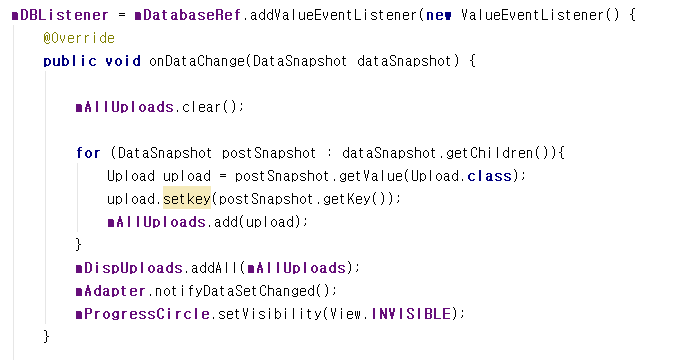 mDBListener = mDatabaseRef.addValueEventListener(new ValueEventListener() {
    @Override
    public void onDataChange(DataSnapshot dataSnapshot) {

        mAllUploads.clear();

        for (DataSnapshot postSnapshot : dataSnapshot.getChildren()){
            Upload upload = postSnapshot.getValue(Upload.class);
            upload.setkey(postSnapshot.getKey());
            mAllUploads.add(upload);
        }
        mDispUploads.addAll(mAllUploads);
        mAdapter.notifyDataSetChanged();
        mProgressCircle.setVisibility(View.INVISIBLE);
    }